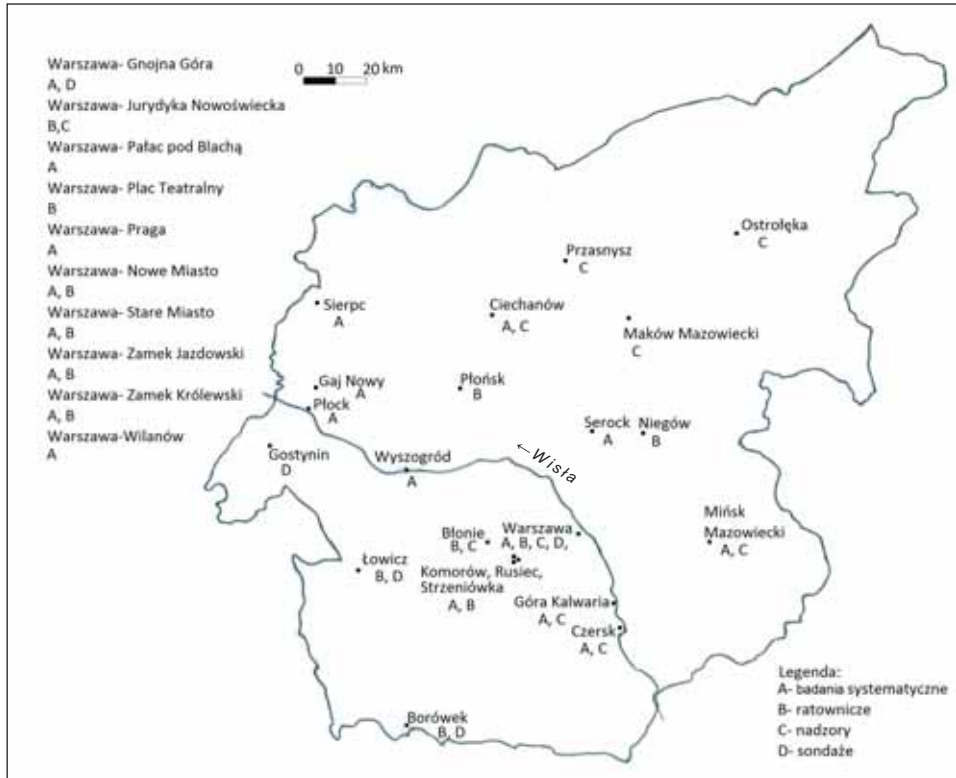 Warszawa- Gnojna Góra
A, D
Warszawa- Jurydyka Nowoświecka
B,C
Warszawa- Pałac pod Blachą
A
Warszawa- Plac Teatralny
B
Warszawa- Praga
A
Warszawa- Nowe Miasto
A, B
Warszawa- Stare Miasto
A, B
Warszawa- Zamek Jazdowski
A, B
Warszawa- Zamek Królewski
A, B
Warszawa-Wilanów
A
0 10 20 km
Ostrołęka
C
Przasnysz
C
Sierpc
A
Ciechanów
A, C
Maków Mazowiecki
C
Gaj Nowy
A
Płońsk
B
Płock
A
Serock
A
Niegów
B
Gostynin
D
Wyszogród
A
←Wisła
Mińsk
Mazowiecki
A, C
Błonie
B, C
Warszawa
A, B, C, D,
Łowicz
B, D
Komorów, Rusiec,
Strzeniówka
A, B
Góra Kalwaria
A, C
Czersk
A, C
Borówek
B, D
Legenda:
A- badania systematyczne
B- ratownicze
C- nadzory
D- sondaże